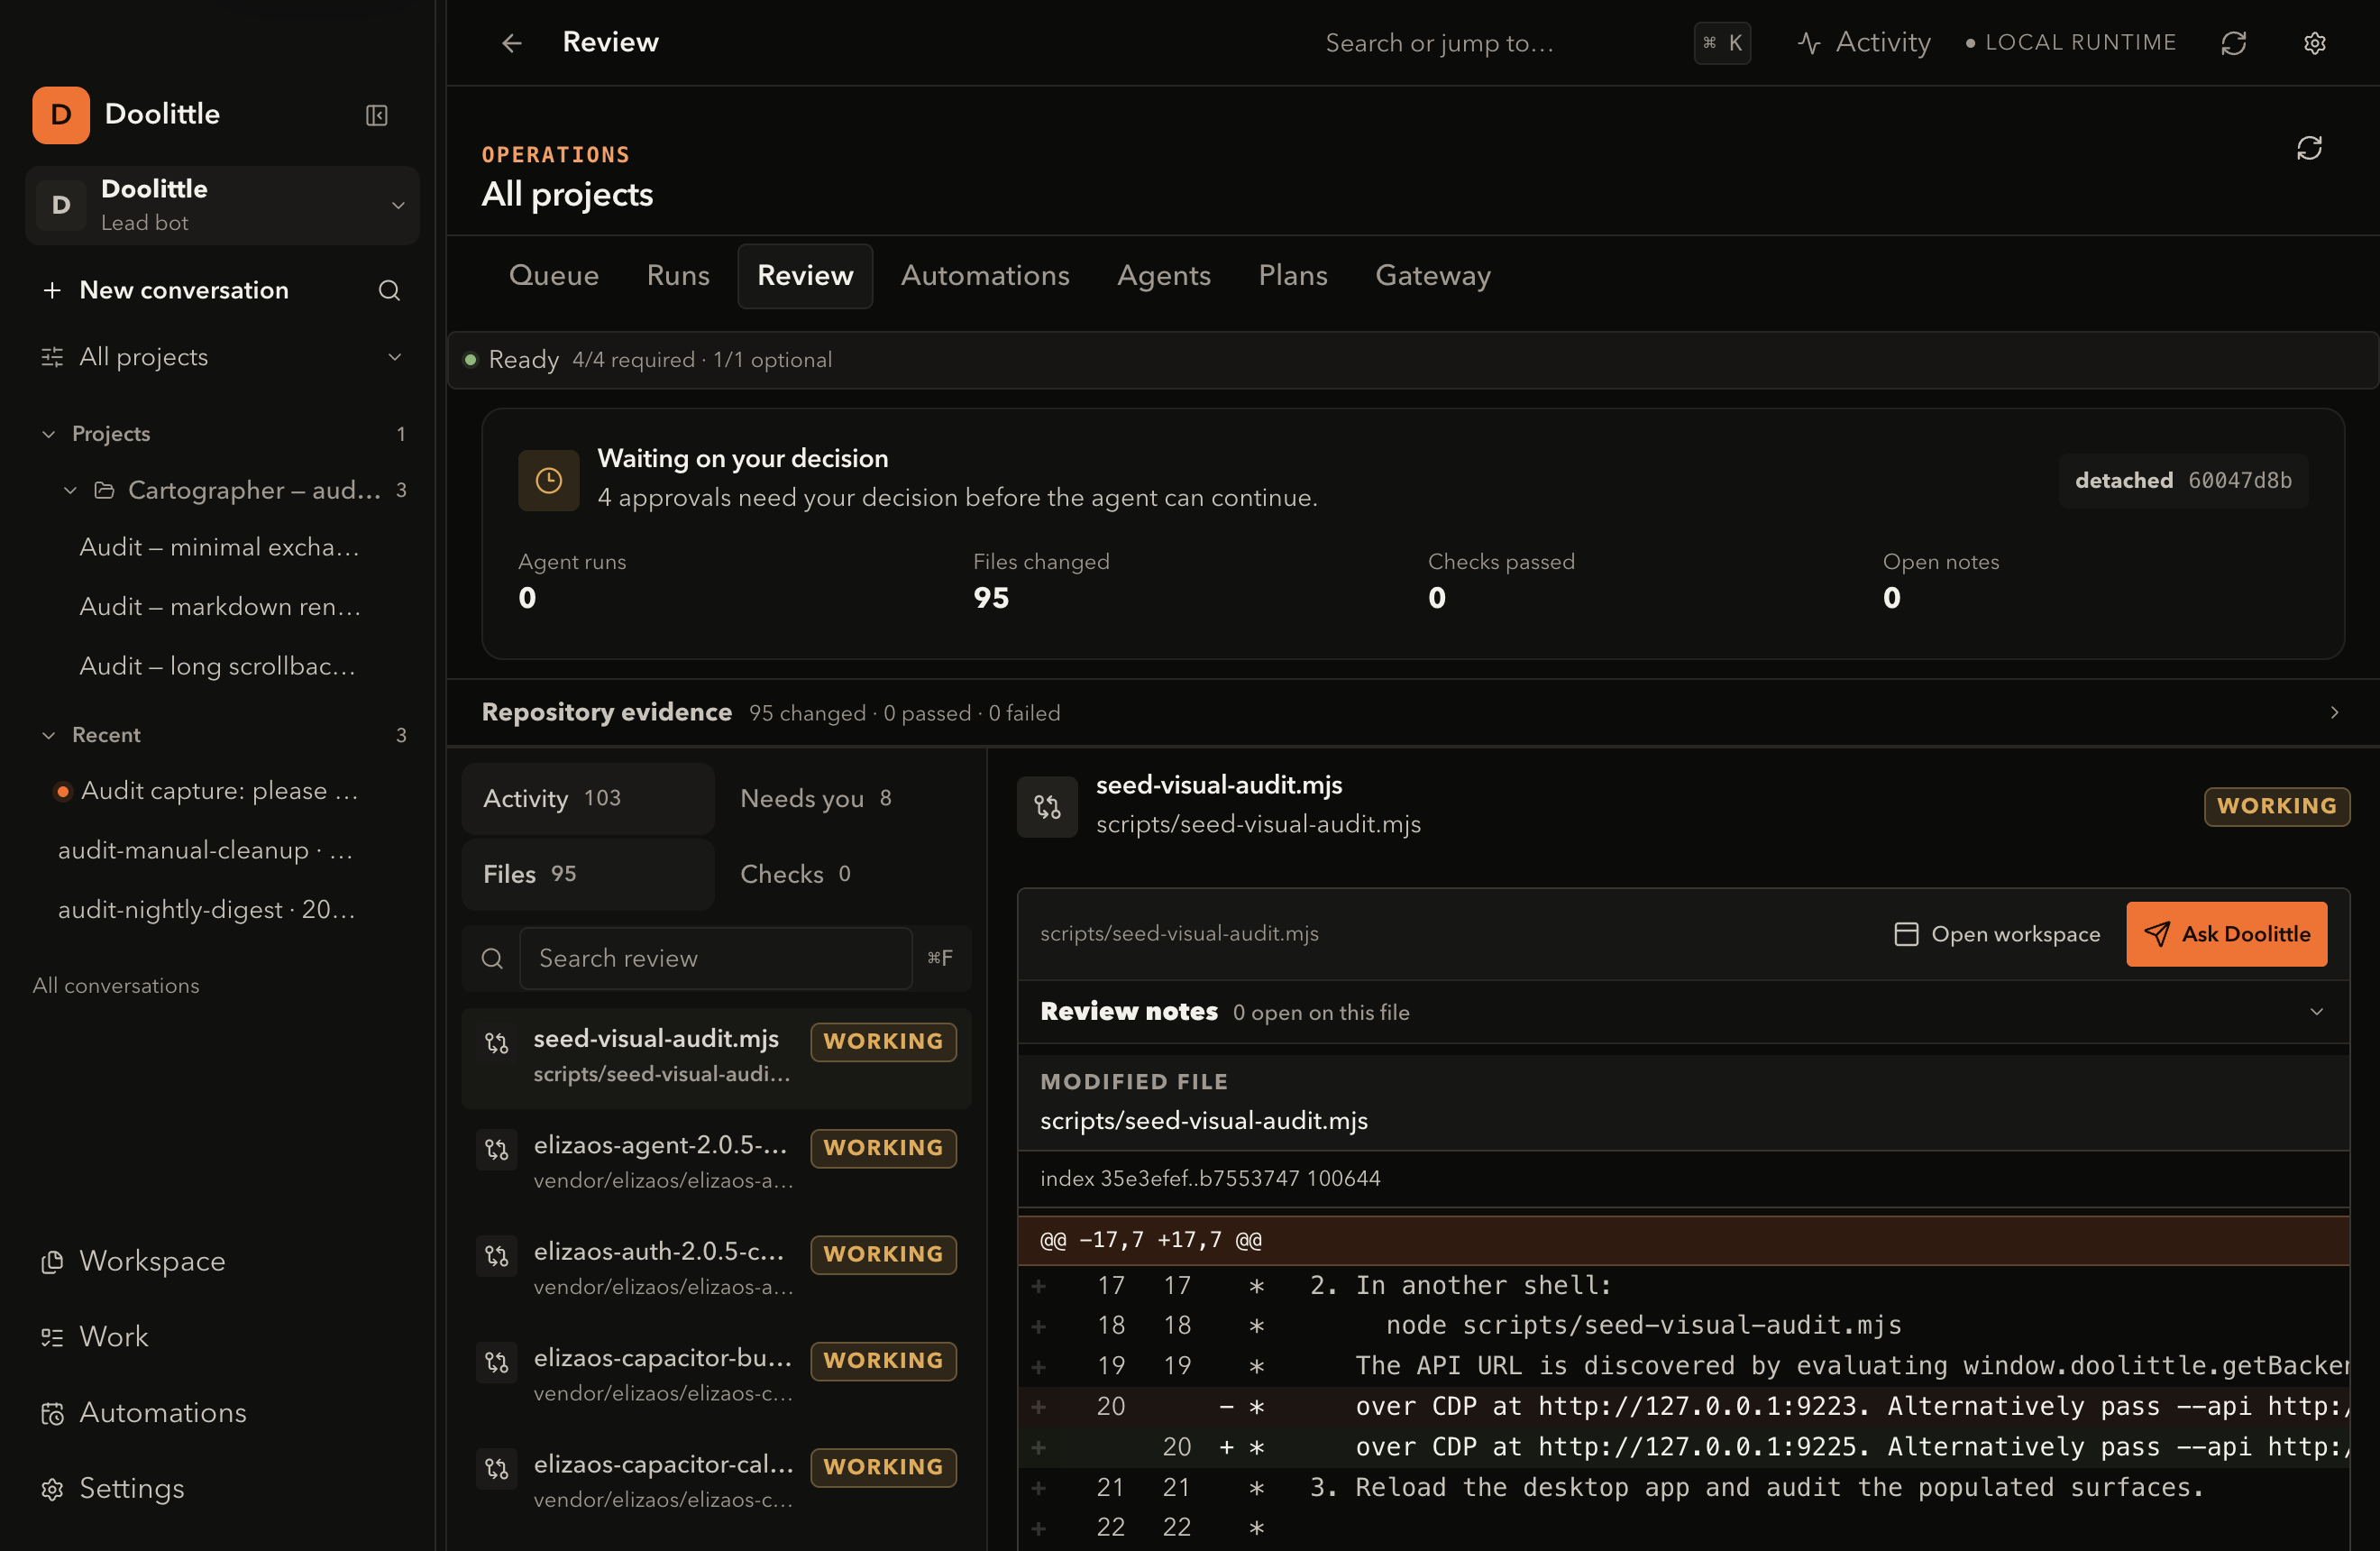 Review
Search or jump to…
⌘ K
Activity
LOCAL RUNTIME
D
Doolittle
D
Doolittle
Lead bot
New conversation
All projects
Projects 1
Cartographer – aud… 3
Audit – minimal excha…
Audit – markdown ren…
Audit – long scrollbac…
Recent 3
Audit capture: please …
audit-manual-cleanup · …
audit-nightly-digest · 20…
All conversations
Workspace
Work
Automations
Settings
OPERATIONS
All projects
Queue Runs Review Automations Agents Plans Gateway
Ready 4/4 required · 1/1 optional
Waiting on your decision
4 approvals need your decision before the agent can continue.
detached 60047d8b
Agent runs Files changed Checks passed Open notes
0 95 0 0
Repository evidence 95 changed · 0 passed · 0 failed
Activity 103 Needs you 8
Files 95 Checks 0
Search review
⌘F
seed-visual-audit.mjs WORKING
scripts/seed-visual-audi…
elizaos-agent-2.0.5-… WORKING
vendor/elizaos/elizaos-a…
elizaos-auth-2.0.5-c… WORKING
vendor/elizaos/elizaos-a…
elizaos-capacitor-bu… WORKING
vendor/elizaos/elizaos-c…
elizaos-capacitor-cal… WORKING
vendor/elizaos/elizaos-c…
seed-visual-audit.mjs
scripts/seed-visual-audit.mjs
WORKING
scripts/seed-visual-audit.mjs
Open workspace
Ask Doolittle
Review notes 0 open on this file
MODIFIED FILE
scripts/seed-visual-audit.mjs
index 35e3efef..b7553747 100644
@@ -17,7 +17,7 @@
+ 17 17 * 2. In another shell:
+ 18 18 * node scripts/seed-visual-audit.mjs
+ 19 19 * The API URL is discovered by evaluating window.doolittle.getBacken
+ 20 - * over CDP at http://127.0.0.1:9223. Alternatively pass --api http:/
+ 20 + * over CDP at http://127.0.0.1:9225. Alternatively pass --api http:/
+ 21 21 * 3. Reload the desktop app and audit the populated surfaces.
+ 22 22 *